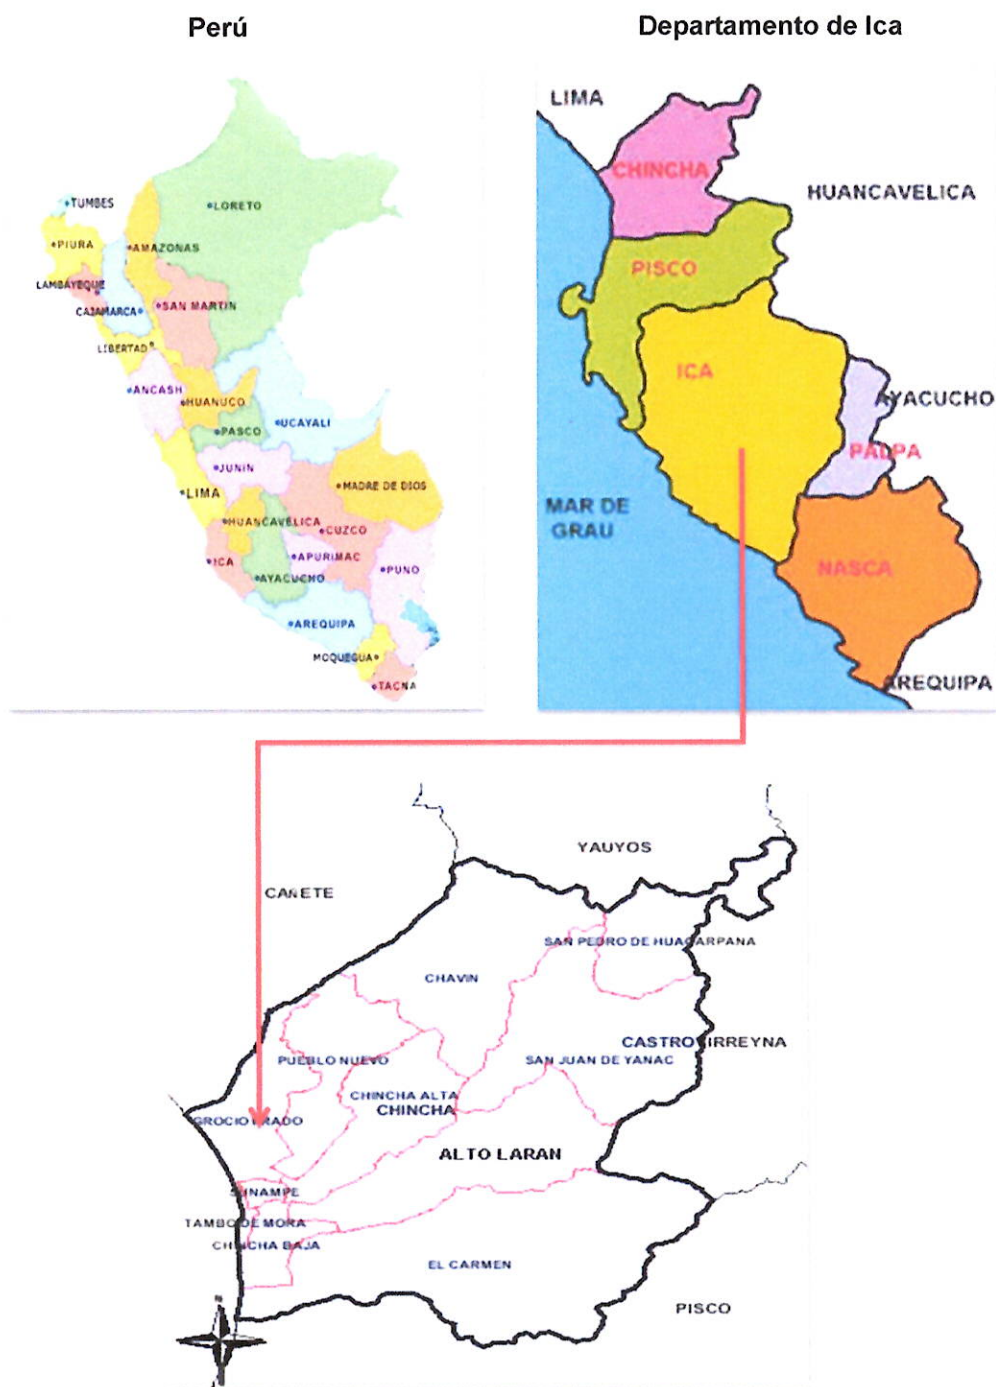 Perú
Departamento de Ica
TUMBES
LORETO
PIURA
AMAZONAS
LAMBAYEQUE
CAJAMARCA
SAN MARTIN
LIBERTAD
ANCASH
HUANUCO
UCAYALI
PASCO
JUNIN
LIMA
MADRE DE DIOS
HUANCAVELICA
CUZCO
ICA
APURIMAC
AYACUCHO
PUNO
AREQUIPA
MOQUEGUA
TACNA
LIMA
CHINCHA
HUANCAVELICA
PISCO
ICA
AYACUCHO
PALPA
MAR DE
GRAU
NASCA
AREQUIPA
YAUYOS
CAÑETE
SAN PEDRO DE HUACARPANA
CHAVIN
CASTROVIRREYNA
PUEBLO NUEVO
SAN JUAN DE YANAC
CHINCHA ALTA
CHINCHA
GROCIO PRADO
ALTO LARAN
SUNAMPE
TAMBO DE MORA
CHINCHA BAJA
EL CARMEN
N
PISCO